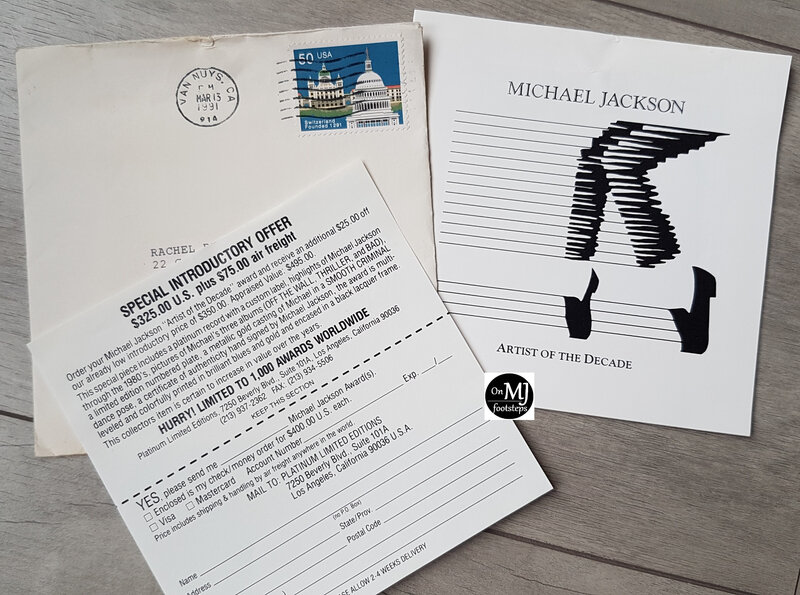 VAN NUYS, CA
PM
MAR 13
1991
914
50 USA
Switzerland
Founded 1291
RACHEL
22
MICHAEL JACKSON
ARTIST OF THE DECADE
SPECIAL INTRODUCTORY OFFER
$325.00 U.S. plus $75.00 air freight
Order your Michael Jackson "Artist of the Decade" award and receive an additional $25.00 off
our already low introductory price of $350.00. Appraised Value: $495.00
This special piece includes a platinum record with a custom label, highlights of Michael Jackson
through the 1980's, pictures of Michael's three albums (OFF THE WALL, THRILLER, and BAD),
a limited edition numbered plate, a metallic gold casting of Michael in a SMOOTH CRIMINAL
dance pose, a certificate of authenticity and signed by Michael Jackson, the award is multi-
leveled and colorfully printed in brilliant blues and gold and encased in a black lacquer frame.
This collectors item is certain to increase in value over the years.
HURRY! LIMITED TO 1,000 AWARDS WORLDWIDE
Platinum Limited Editions, 7250 Beverly Blvd., Suite 101A, Los Angeles, California 90036
(213) 937-2362 FAX: (213) 934-5506
KEEP THIS SECTION
YES, please send me Michael Jackson Award(s).
Enclosed is my check/money order for $400.00 U.S. each.
Visa Mastercard Account Number Exp. /
Price includes shipping & handling by air freight anywhere in the world.
MAIL TO: PLATINUM LIMITED EDITIONS
7250 Beverly Blvd., Suite 101A
Los Angeles, California 90036 U.S.A.
Name
(no P.O. Box)
Address
State/Prov.
Postal Code
ALLOW 2-4 WEEKS DELIVERY
On MJ
footsteps